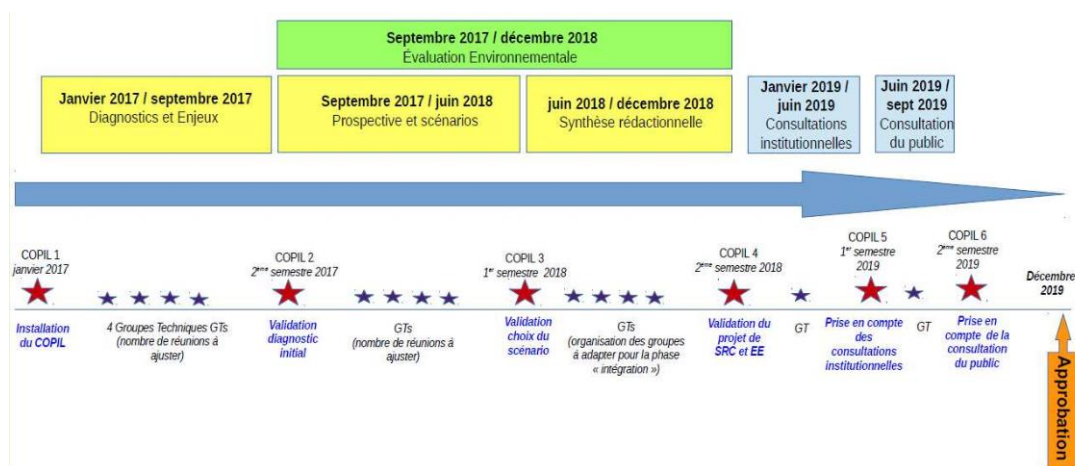 Septembre 2017 / décembre 2018
Évaluation Environnementale
Janvier 2017 / septembre 2017
Diagnostics et Enjeux
Septembre 2017 / juin 2018
Prospective et scénarios
juin 2018 / décembre 2018
Synthèse rédactionnelle
Janvier 2019 /
juin 2019
Consultations
institutionnelles
Juin 2019 /
sept 2019
Consultation
du public
COPIL 1
janvier 2017
COPIL 2
2ème semestre 2017
COPIL 3
1er semestre 2018
COPIL 4
2ème semestre 2018
COPIL 5
1er semestre
2019
COPIL 6
2ème semestre
2019
Décembre
2019
Installation
du COPIL
4 Groupes Techniques GTs
(nombre de réunions à
ajuster)
Validation
diagnostic
initial
GTs
(nombre de réunions à
ajuster)
Validation
choix du
scénario
GTs
(organisation des groupes
à adapter pour la phase
« intégration »)
Validation du
projet de
SRC et EE
GT
Prise en compte
des
consultations
institutionnelles
GT
Prise en
compte de la
consultation
du public
Approbation